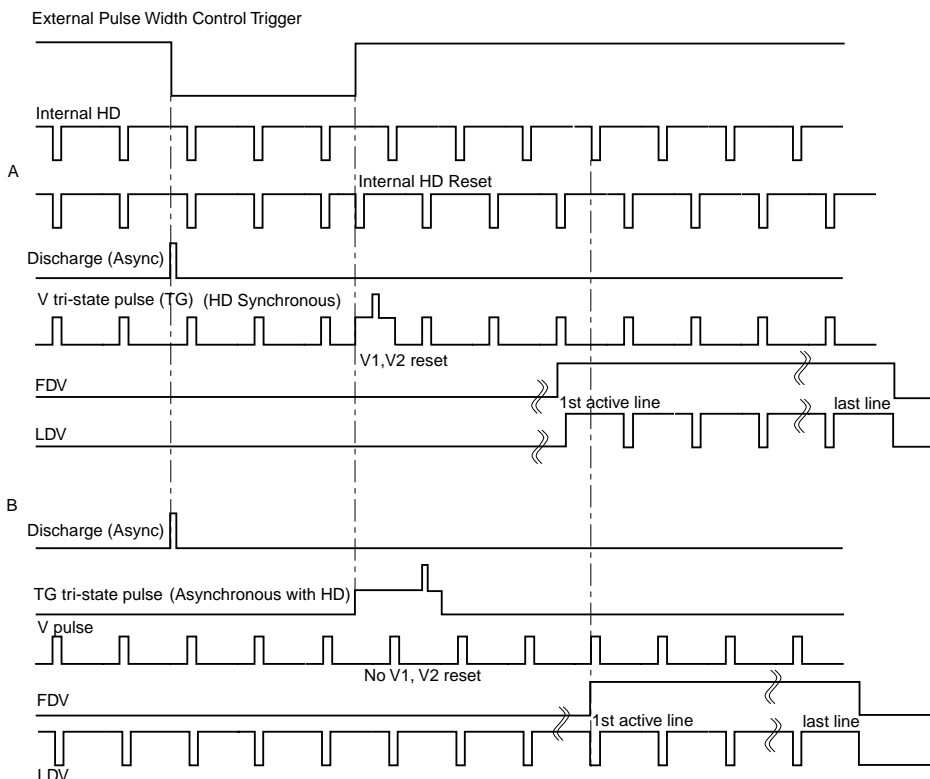 External Pulse Width Control Trigger
Internal HD
A
Internal HD Reset
Discharge (Async)
V tri-state pulse (TG) (HD Synchronous)
V1,V2 reset
FDV
1st active line
last line
LDV
B
Discharge (Async)
TG tri-state pulse (Asynchronous with HD)
V pulse
No V1, V2 reset
FDV
1st active line
last line
LDV